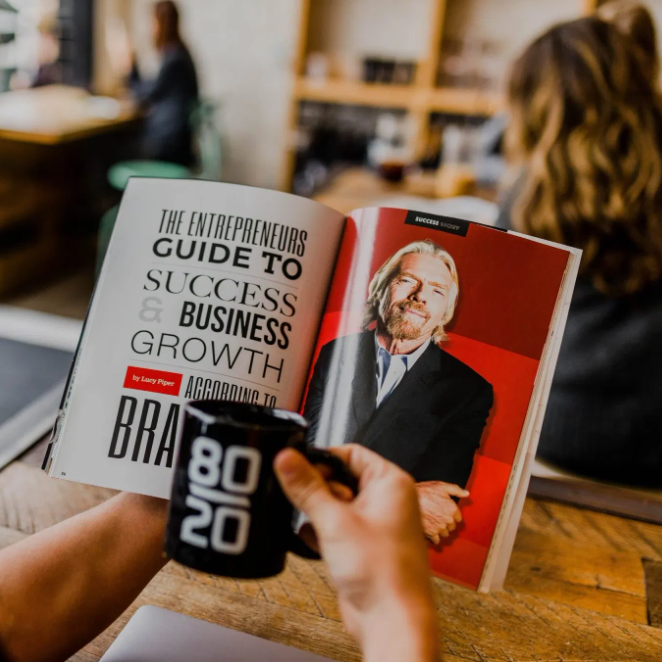 THE ENTREPRENEURS
GUIDE TO
SUCCESS
& BUSINESS
GROWTH
by Lucy Piper
ACCORDING TO
BRA
SUCCESS STORY
80
20